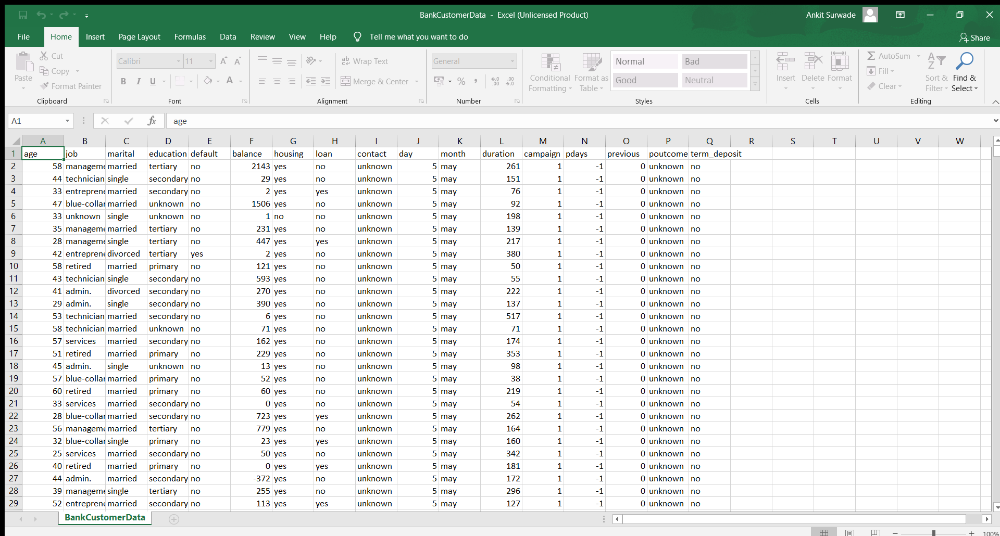 BankCustomerData - Excel (Unlicensed Product) Ankit Surwade
File Home Insert Page Layout Formulas Data Review View Help Tell me what you want to do Share
Cut Calibri 11 Wrap Text General Normal Bad AutoSum
Copy Good Neutral Fill
Paste Format Painter B I U A Merge & Center % Conditional Formatting Format as Table Insert Delete Format Clear Sort & Filter Find & Select
Clipboard Font Alignment Number Styles Cells Editing
A1 fx age
A B C D E F G H I J K L M N O P Q R S T U V W
1 age job marital education default balance housing loan contact day month duration campaign pdays previous poutcome term_deposit
2 58 manageme married tertiary no 2143 yes no unknown 5 may 261 1 -1 0 unknown no
3 44 technician single secondary no 29 yes no unknown 5 may 151 1 -1 0 unknown no
4 33 entreprene married secondary no 2 yes yes unknown 5 may 76 1 -1 0 unknown no
5 47 blue-collar married unknown no 1506 yes no unknown 5 may 92 1 -1 0 unknown no
6 33 unknown single unknown no 1 no no unknown 5 may 198 1 -1 0 unknown no
7 35 manageme married tertiary no 231 yes no unknown 5 may 139 1 -1 0 unknown no
8 28 manageme single tertiary no 447 yes yes unknown 5 may 217 1 -1 0 unknown no
9 42 entreprene divorced tertiary yes 2 yes no unknown 5 may 380 1 -1 0 unknown no
10 58 retired married primary no 121 yes no unknown 5 may 50 1 -1 0 unknown no
11 43 technician single secondary no 593 yes no unknown 5 may 55 1 -1 0 unknown no
12 41 admin. divorced secondary no 270 yes no unknown 5 may 222 1 -1 0 unknown no
13 29 admin. single secondary no 390 yes no unknown 5 may 137 1 -1 0 unknown no
14 53 technician married secondary no 6 yes no unknown 5 may 517 1 -1 0 unknown no
15 58 technician married unknown no 71 yes no unknown 5 may 71 1 -1 0 unknown no
16 57 services married secondary no 162 yes no unknown 5 may 174 1 -1 0 unknown no
17 51 retired married primary no 229 yes no unknown 5 may 353 1 -1 0 unknown no
18 45 admin. single unknown no 13 yes no unknown 5 may 98 1 -1 0 unknown no
19 57 blue-collar married primary no 52 yes no unknown 5 may 38 1 -1 0 unknown no
20 60 retired married primary no 60 yes no unknown 5 may 219 1 -1 0 unknown no
21 33 services married secondary no 0 yes no unknown 5 may 54 1 -1 0 unknown no
22 28 blue-collar married secondary no 723 yes yes unknown 5 may 262 1 -1 0 unknown no
23 56 manageme married tertiary no 779 yes no unknown 5 may 164 1 -1 0 unknown no
24 32 blue-collar single primary no 23 yes yes unknown 5 may 160 1 -1 0 unknown no
25 25 services married secondary no 50 yes no unknown 5 may 342 1 -1 0 unknown no
26 40 retired married primary no 0 yes yes unknown 5 may 181 1 -1 0 unknown no
27 44 admin. married secondary no -372 yes no unknown 5 may 172 1 -1 0 unknown no
28 39 manageme single tertiary no 255 yes no unknown 5 may 296 1 -1 0 unknown no
29 52 entreprene married secondary no 113 yes yes unknown 5 may 127 1 -1 0 unknown no
BankCustomerData
100%